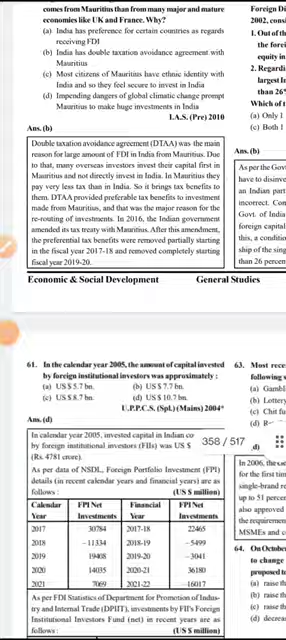 comes from Mauritius than from many major and mature
economies like UK and France. Why?
(a) India has preference for certain countries as regards
receiving FDI
(b) India has double taxation avoidance agreement with
Mauritius
(c) Most citizens of Mauritius have ethnic identity with
India and so they feel secure to invest in India
(d) Impending dangers of global climatic change prompt
Mauritius to make huge investments in India
I.A.S. (Pre) 2010
Ans. (b)
Double taxation avoidance agreement (DTAA) was the main
reason for large amount of FDI in India from Mauritius. Due
to that, many overseas investors invest their capital first in
Mauritius and not directly invest in India. In Mauritius they
pay very less tax than in India. So it brings tax benefits to
them. DTAA provided preferable tax benefits to investment
made from Mauritius, and that was the major reason for the
re-routing of investments. In 2016, the Indian government
amended its tax treaty with Mauritius. After this amendment,
the preferential tax benefits were removed partially starting
in the fiscal year 2017-18 and removed completely starting
fiscal year 2019-20.
Foreign Di
2002, consi
1. Out of th
the forei
equity in
2. Regardi
largest In
than 26%
Which of t
(a) Only 1
(c) Both 1
Ans. (b)
As per the Gov
have to disinve
an Indian part
incorrect. Con
Govt. of India
foreign capital
this, a conditi
ship of the sing
than 26 percen
Economic & Social Development
General Studies
61. In the calendar year 2005, the amount of capital invested
by foreign institutional investors was approximately :
(a) US $ 5.7 bn. (b) US $ 7.7 bn.
(c) US $ 8.7 bn. (d) US $ 10.7 bn.
U.P.P.C.S. (Spl.) (Mains) 2004*
Ans. (d)
In calendar year 2005, invested capital in Indian co
by foreign institutional investors (FIIs) was US $
(Rs. 4781 crore).
As per data of NSDL, Foreign Portfolio Investment (FPI)
details (in recent calendar years and financial years) are as
follows : (US $ million)
Calendar Year FPI Net Investments Financial Year FPI Net Investments
2017 30784 2017-18 22465
2018 -11334 2018-19 -5499
2019 19408 2019-20 -3041
2020 14035 2020-21 36180
2021 7069 2021-22 -16017
As per FDI Statistics of Department for Promotion of Indus-
try and Internal Trade (DPIIT), investments by FII's Foreign
Institutional Investors Fund (net) in recent years are as
follows : (US $ million)
358 / 517
63. Most rece
following s
(a) Gambl
(b) Lottery
(c) Chit fu
(d)
(d)
In 2006, the
for the first tim
single-brand re
up to 51 percen
also approved
the requiremen
MSMEs and c
64. On Octobe
to change
proposed to
(a) raise th
(b) raise th
(c) raise th
(d) decrea